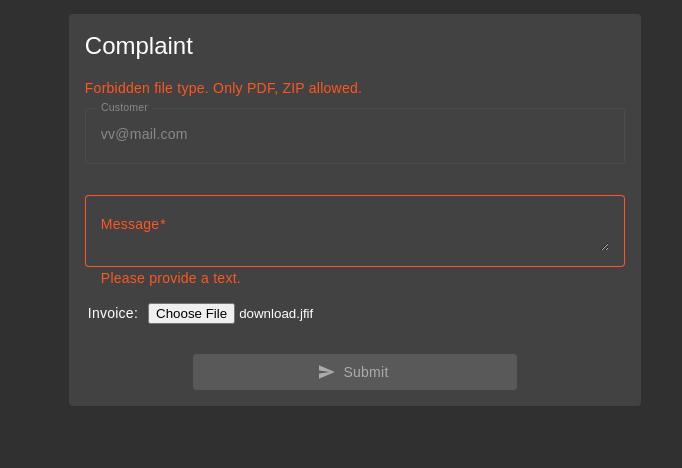 Complaint
Forbidden file type. Only PDF, ZIP allowed.
Customer
vv@mail.com
Message*
Please provide a text.
Invoice: Choose File download.jfif
Submit